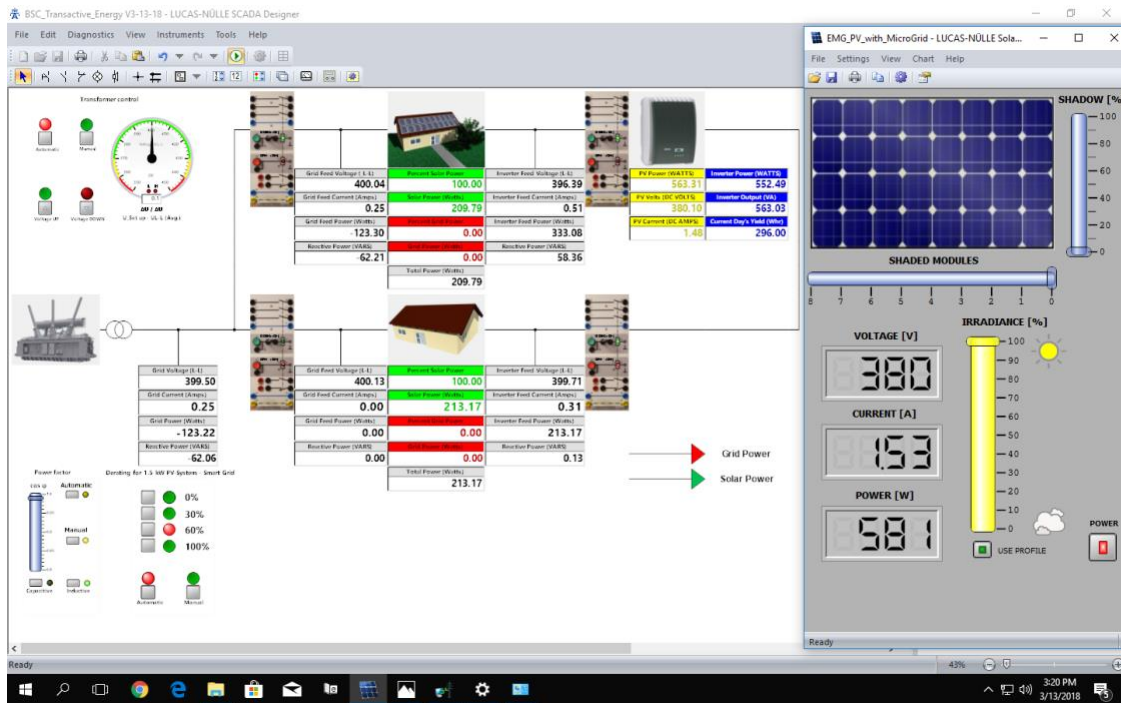 BSC_Transactive_Energy V3-13-18 - LUCAS-NÜLLE SCADA Designer
File Edit Diagnostics View Instruments Tools Help
Transformer control
Automatic Manual
Voltage UP Voltage DOWN
Grid Feed Voltage (L-L)
400.04
Grid Feed Current (Amps)
0.25
Grid Feed Power (Watts)
-123.30
Reactive Power (VARS)
-62.21
Percent Solar Power
100.00
Solar Power (Watts)
209.79
Percent Grid Power
0.00
Grid Power (Watts)
0.00
Total Power (Watts)
209.79
Inverter Feed Voltage (L-L)
396.39
Inverter Feed Current (Amps)
0.51
Inverter Feed Power (Watts)
333.08
Reactive Power (VARS)
58.36
PV Power (WATTS)
563.31
PV Volts (DC VOLTS)
380.10
PV Current (DC AMPS)
1.48
Inverter Power (WATTS)
552.49
Inverter Output (VA)
563.03
Current Day's Yield (Whr)
296.00
Grid Voltage (L-L)
399.50
Grid Current (Amps)
0.25
Grid Power (Watts)
-123.22
Reactive Power (VARS)
-62.06
Grid Feed Voltage (L-L)
400.13
Grid Feed Current (Amps)
0.00
Grid Feed Power (Watts)
0.00
Reactive Power (VARS)
0.00
Percent Solar Power
100.00
Solar Power (Watts)
213.17
Percent Grid Power
0.00
Grid Power (Watts)
0.00
Total Power (Watts)
213.17
Inverter Feed Voltage (L-L)
399.71
Inverter Feed Current (Amps)
0.31
Inverter Feed Power (Watts)
213.17
Reactive Power (VARS)
0.13
Grid Power
Solar Power
Power factor
cos φ
Automatic
Manual
Capacitive Inductive
Derating for 1.5 kW PV System - Smart Grid
0%
30%
60%
100%
Automatic Manual
Ready
43%
EMG_PV_with_MicroGrid - LUCAS-NÜLLE Sola...
File Settings View Chart Help
SHADOW [%
100
80
60
40
20
0
SHADED MODULES
8 7 6 5 4 3 2 1 0
VOLTAGE [V]
380
CURRENT [A]
1.53
POWER [W]
581
IRRADIANCE [%]
100
90
80
70
60
50
40
30
20
10
0
USE PROFILE
POWER
Ready
3:20 PM
3/13/2018